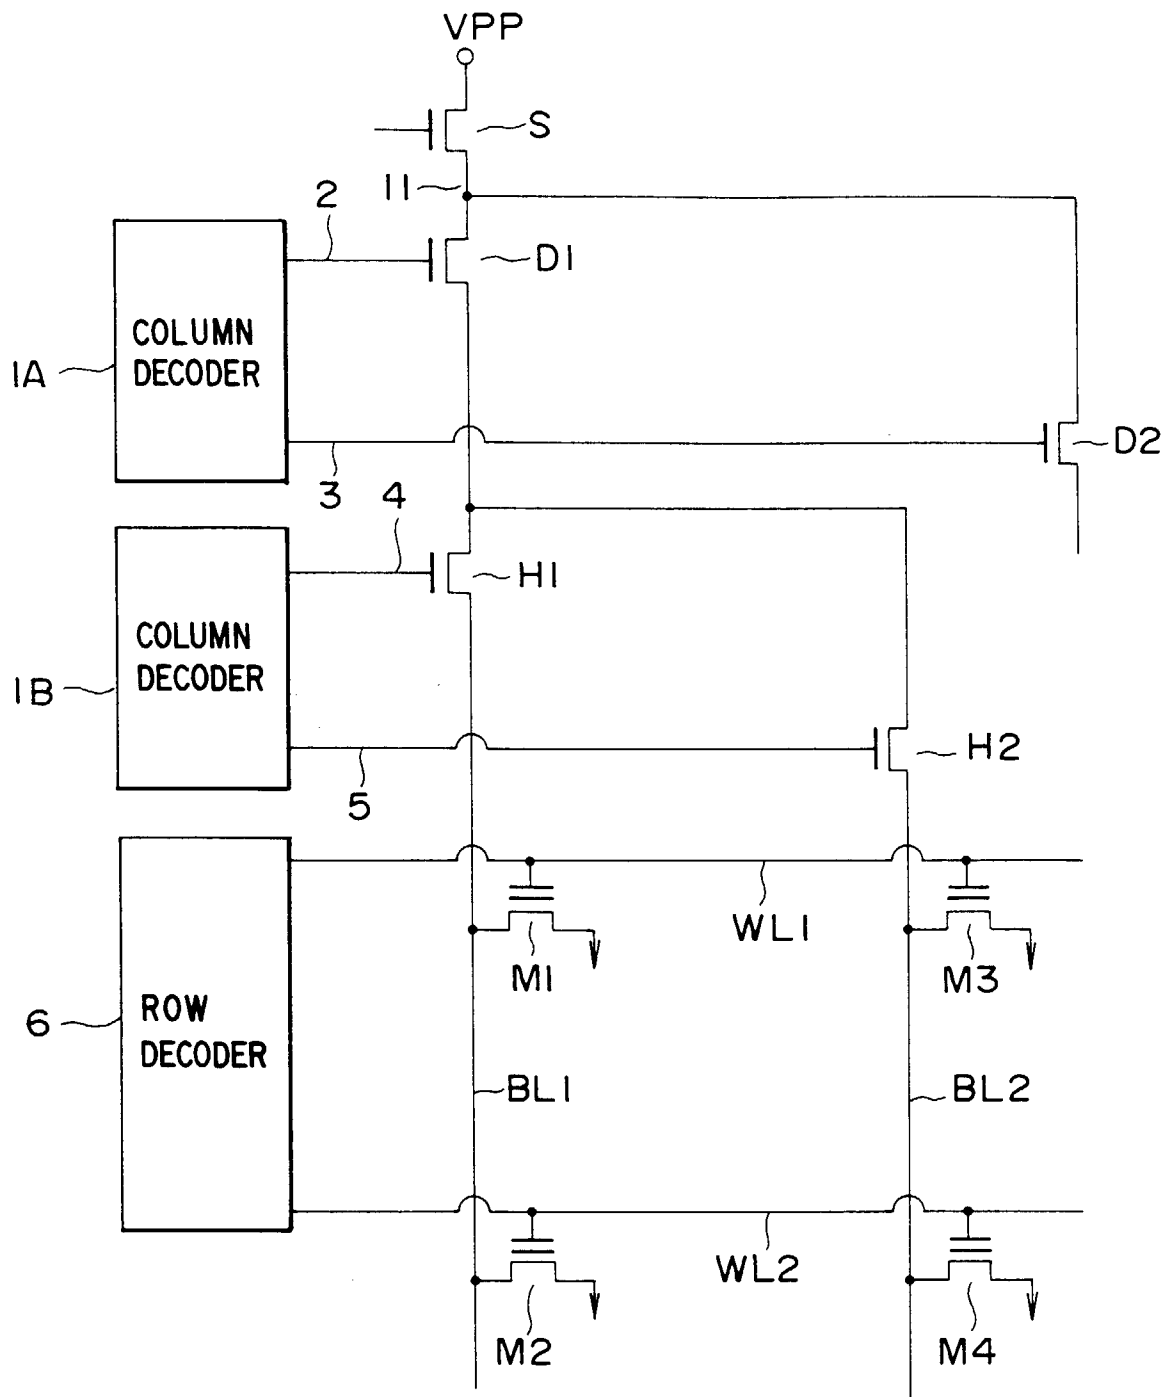 VPP
S
11
2
D1
COLUMN
DECODER
1A
D2
3
4
H1
COLUMN
DECODER
1B
H2
5
WL1
M1
M3
ROW
DECODER
6
BL1
BL2
WL2
M2
M4